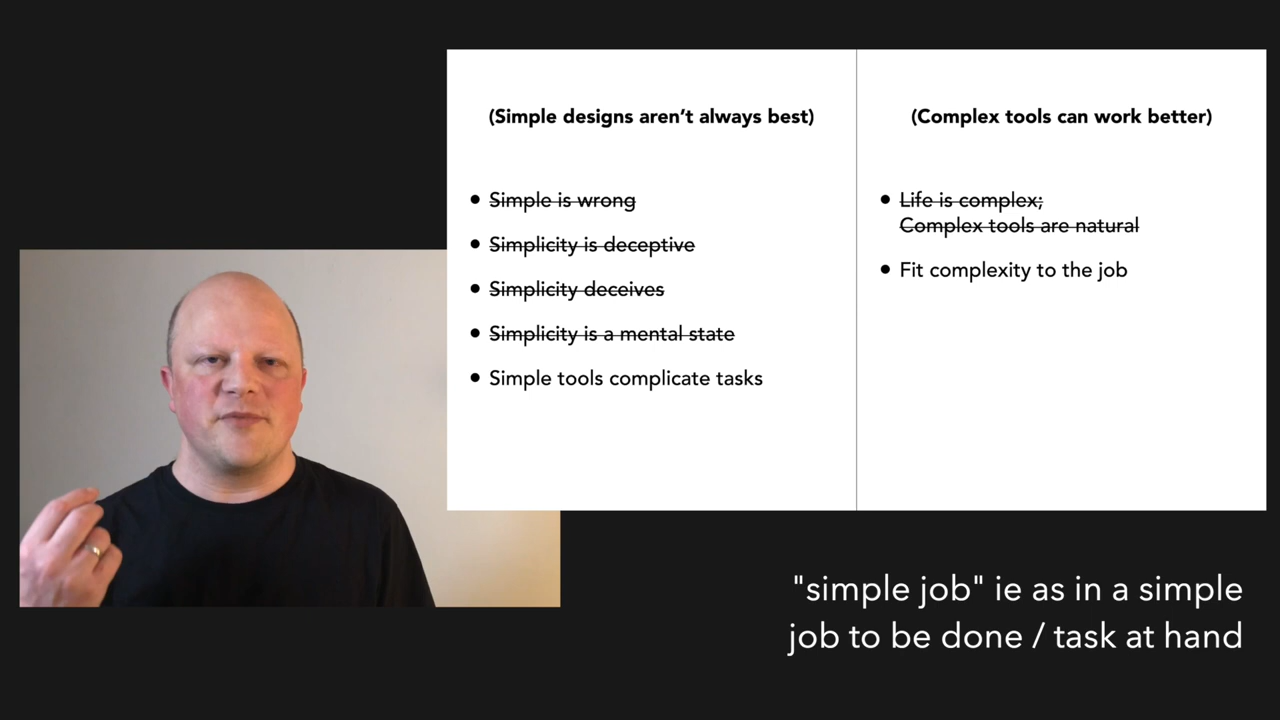 (Simple designs aren’t always best)
• Simple is wrong
• Simplicity is deceptive
• Simplicity deceives
• Simplicity is a mental state
• Simple tools complicate tasks
(Complex tools can work better)
• Life is complex;
Complex tools are natural
• Fit complexity to the job
"simple job" ie as in a simple
job to be done / task at hand